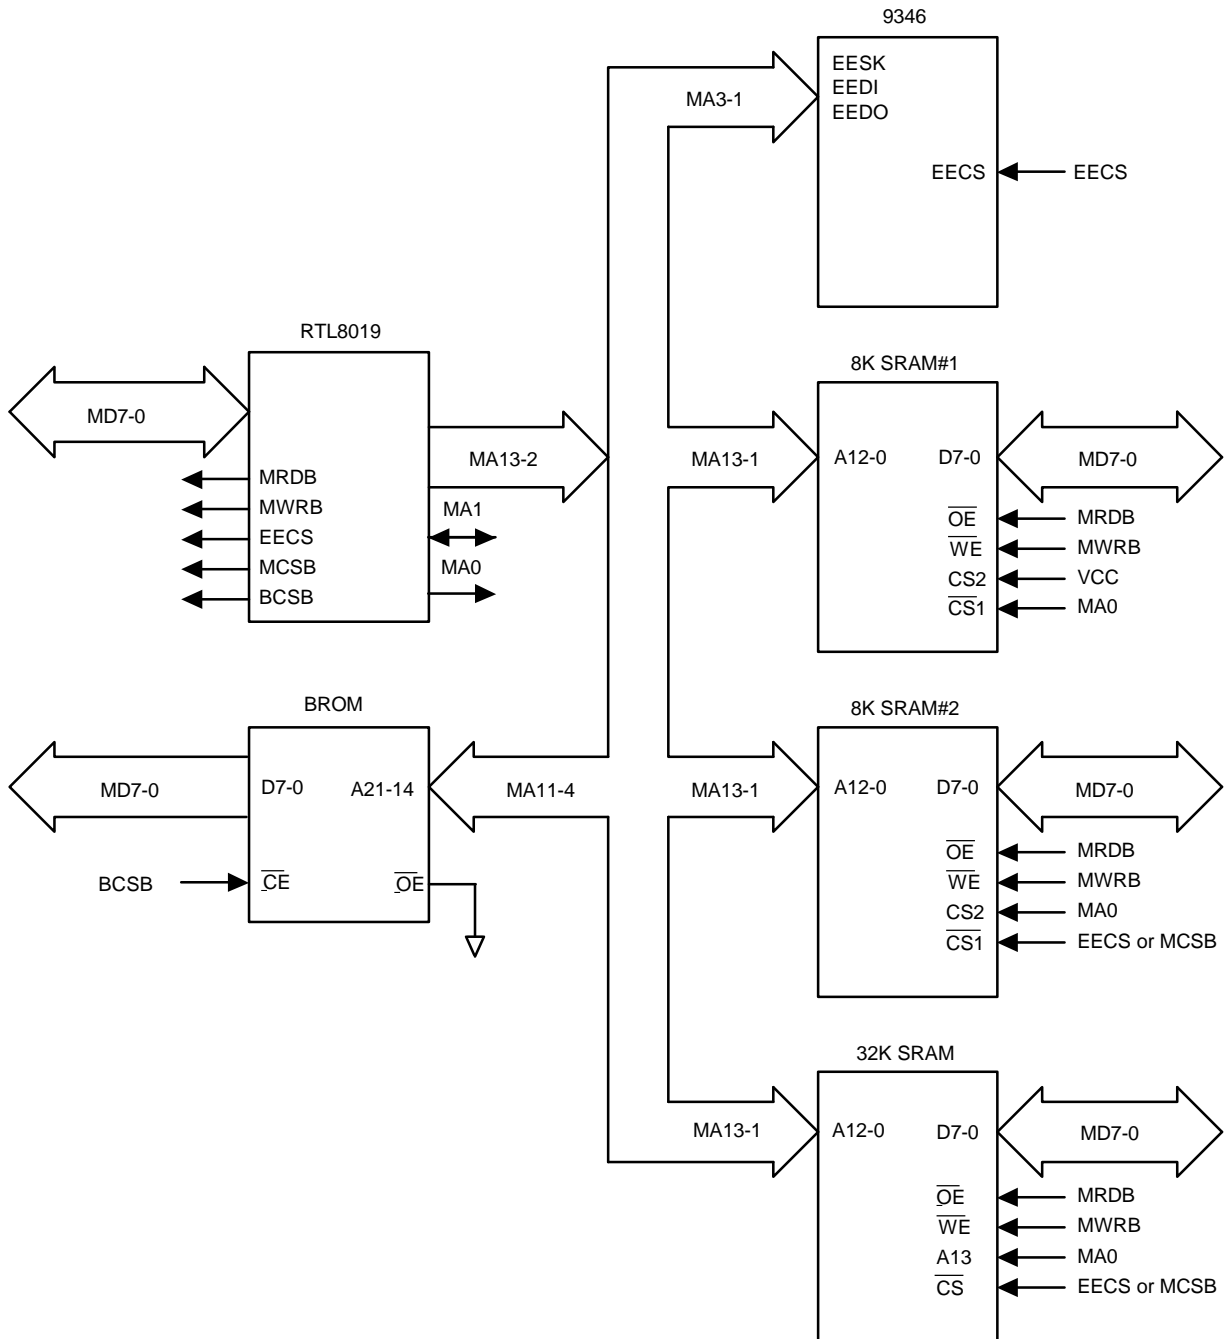 9346
EESK
EEDI
EEDO
MA3-1
EECS
EECS
RTL8019
MD7-0
MRDB
MWRB
EECS
MCSB
BCSB
MA13-2
MA1
MA0
8K SRAM#1
MA13-1
A12-0
D7-0
MD7-0
OE
MRDB
WE
MWRB
CS2
VCC
CS1
MA0
BROM
MD7-0
D7-0
A21-14
MA11-4
BCSB
CE
OE
8K SRAM#2
MA13-1
A12-0
D7-0
MD7-0
OE
MRDB
WE
MWRB
CS2
MA0
CS1
EECS or MCSB
32K SRAM
MA13-1
A12-0
D7-0
MD7-0
OE
MRDB
WE
MWRB
A13
MA0
CS
EECS or MCSB